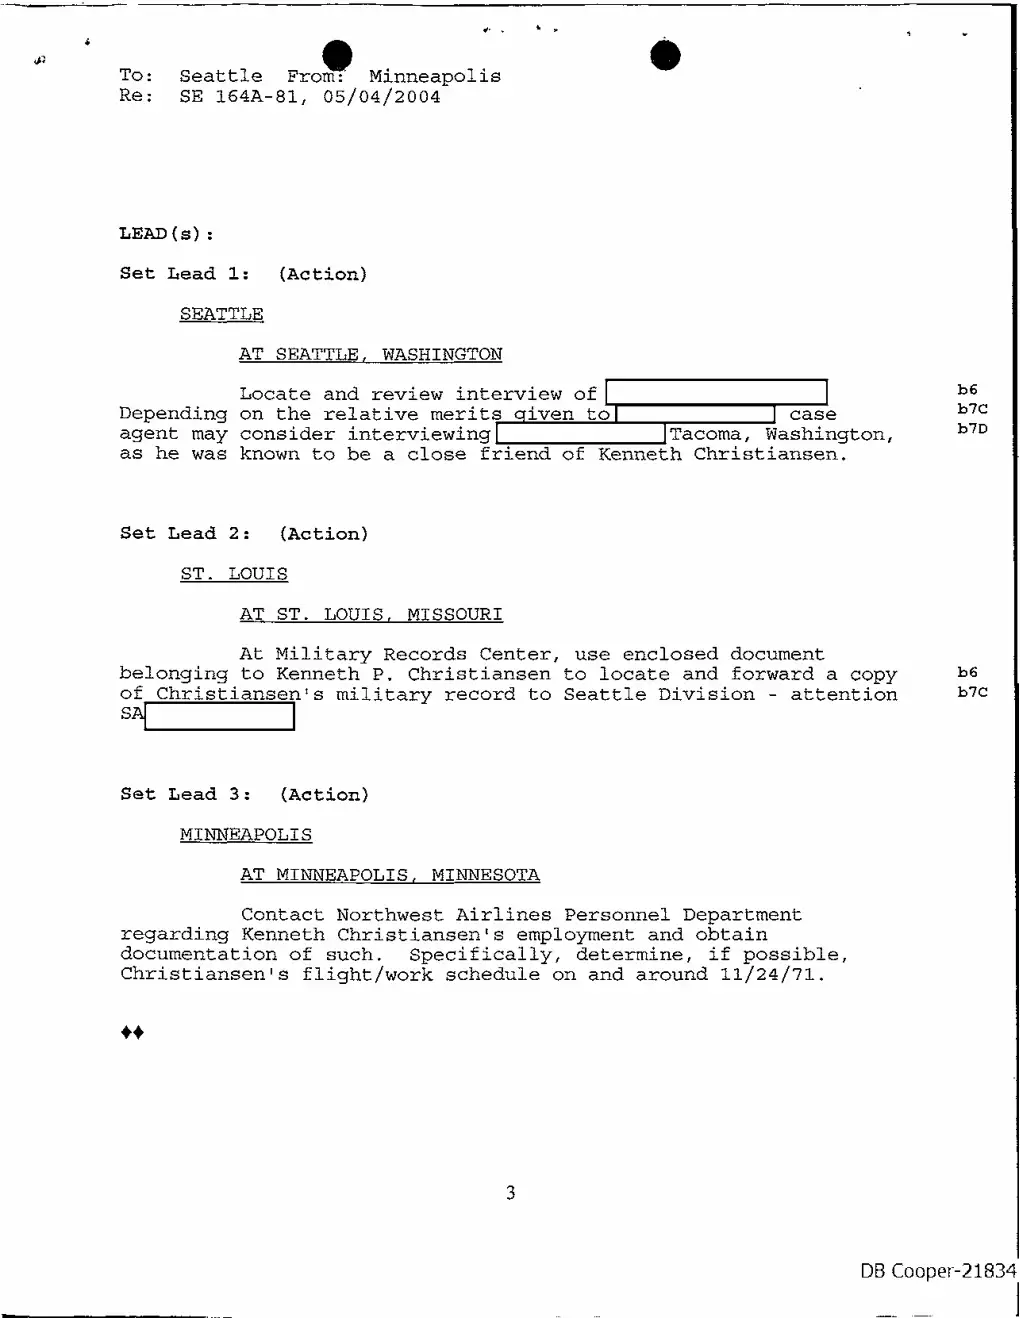 To: Seattle From: Minneapolis
Re: SE 164A-81, 05/04/2004
LEAD(s):
Set Lead 1: (Action)
SEATTLE
AT SEATTLE, WASHINGTON
Locate and review interview of b6
Depending on the relative merits given to case b7C
agent may consider interviewing Tacoma, Washington, b7D
as he was known to be a close friend of Kenneth Christiansen.
Set Lead 2: (Action)
ST. LOUIS
AT ST. LOUIS, MISSOURI
At Military Records Center, use enclosed document
belonging to Kenneth P. Christiansen to locate and forward a copy b6
of Christiansen's military record to Seattle Division - attention b7C
SA
Set Lead 3: (Action)
MINNEAPOLIS
AT MINNEAPOLIS, MINNESOTA
Contact Northwest Airlines Personnel Department
regarding Kenneth Christiansen's employment and obtain
documentation of such. Specifically, determine, if possible,
Christiansen's flight/work schedule on and around 11/24/71.
♦♦
3
DB Cooper-21834